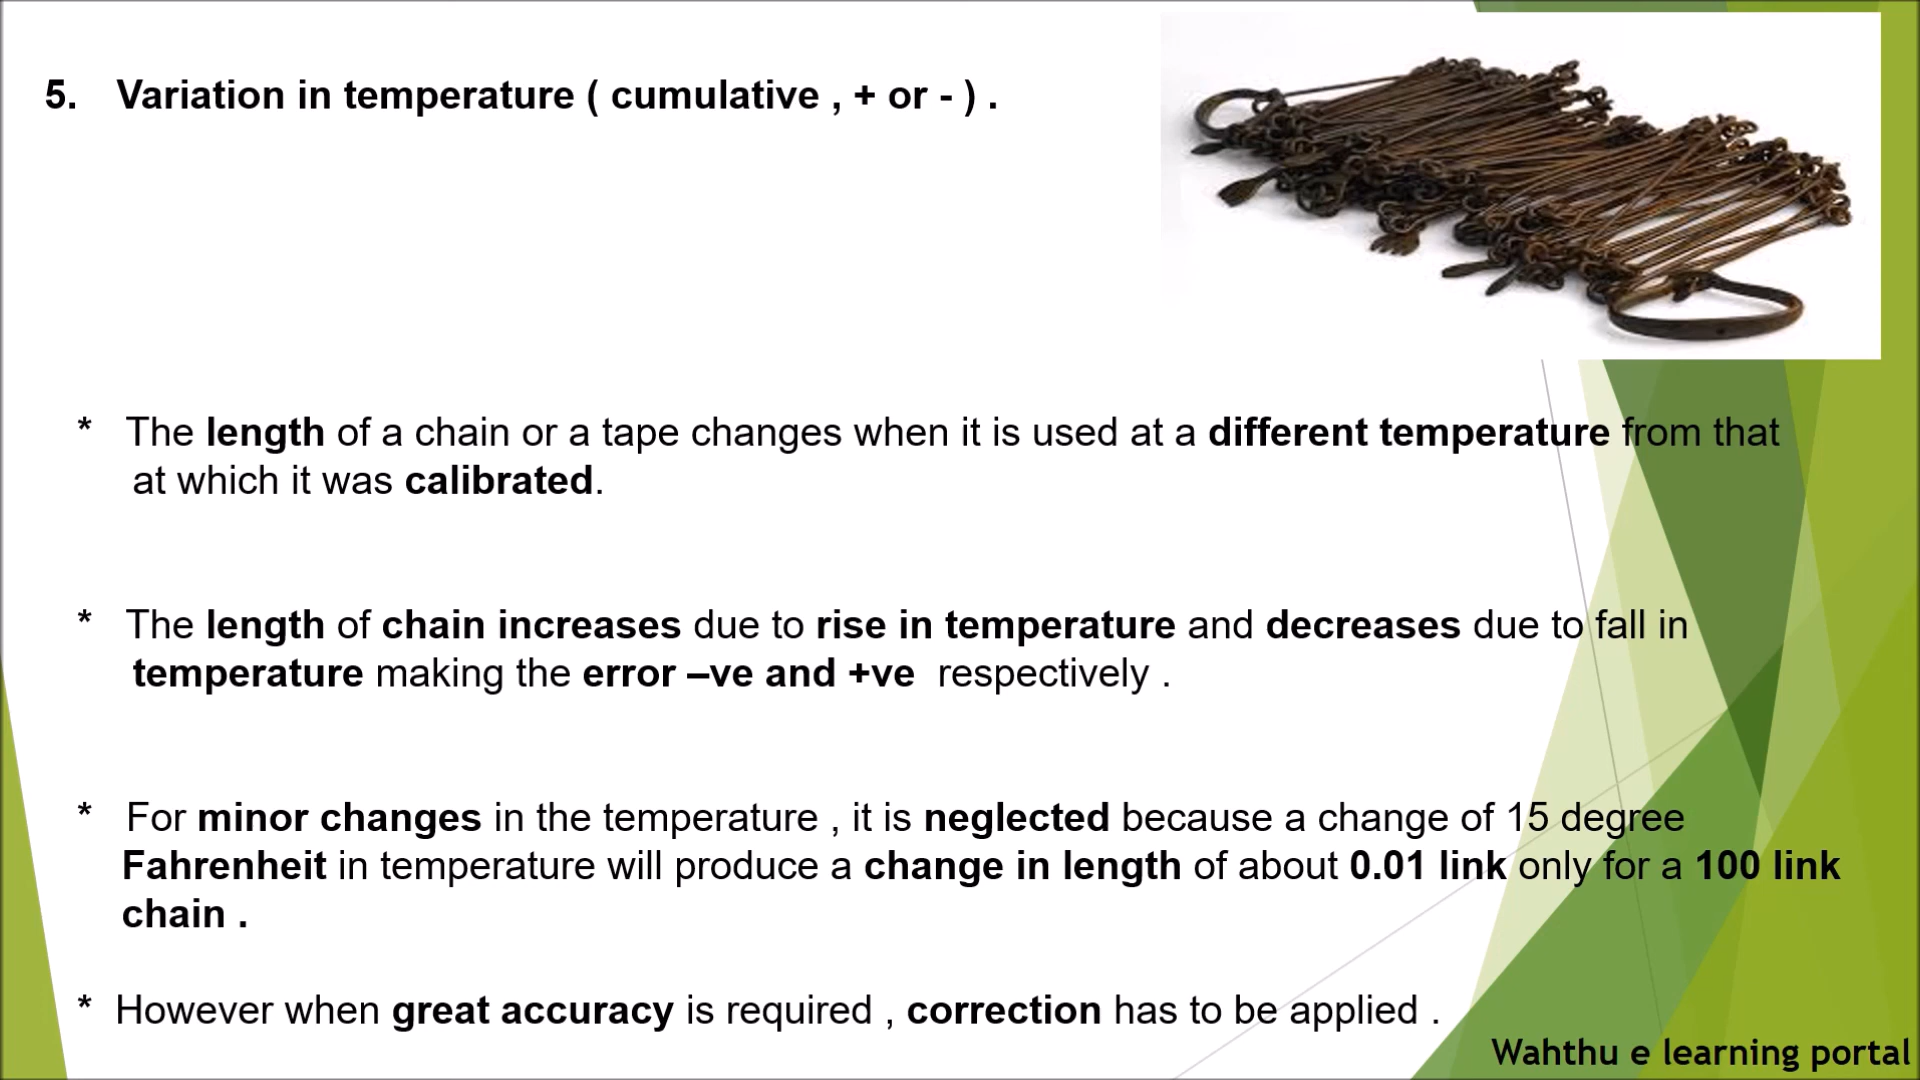 5. Variation in temperature ( cumulative , + or - ) .
* The length of a chain or a tape changes when it is used at a different temperature from that
at which it was calibrated.
* The length of chain increases due to rise in temperature and decreases due to fall in
temperature making the error –ve and +ve respectively .
* For minor changes in the temperature , it is neglected because a change of 15 degree
Fahrenheit in temperature will produce a change in length of about 0.01 link only for a 100 link
chain .
* However when great accuracy is required , correction has to be applied .
Wahthu e learning portal